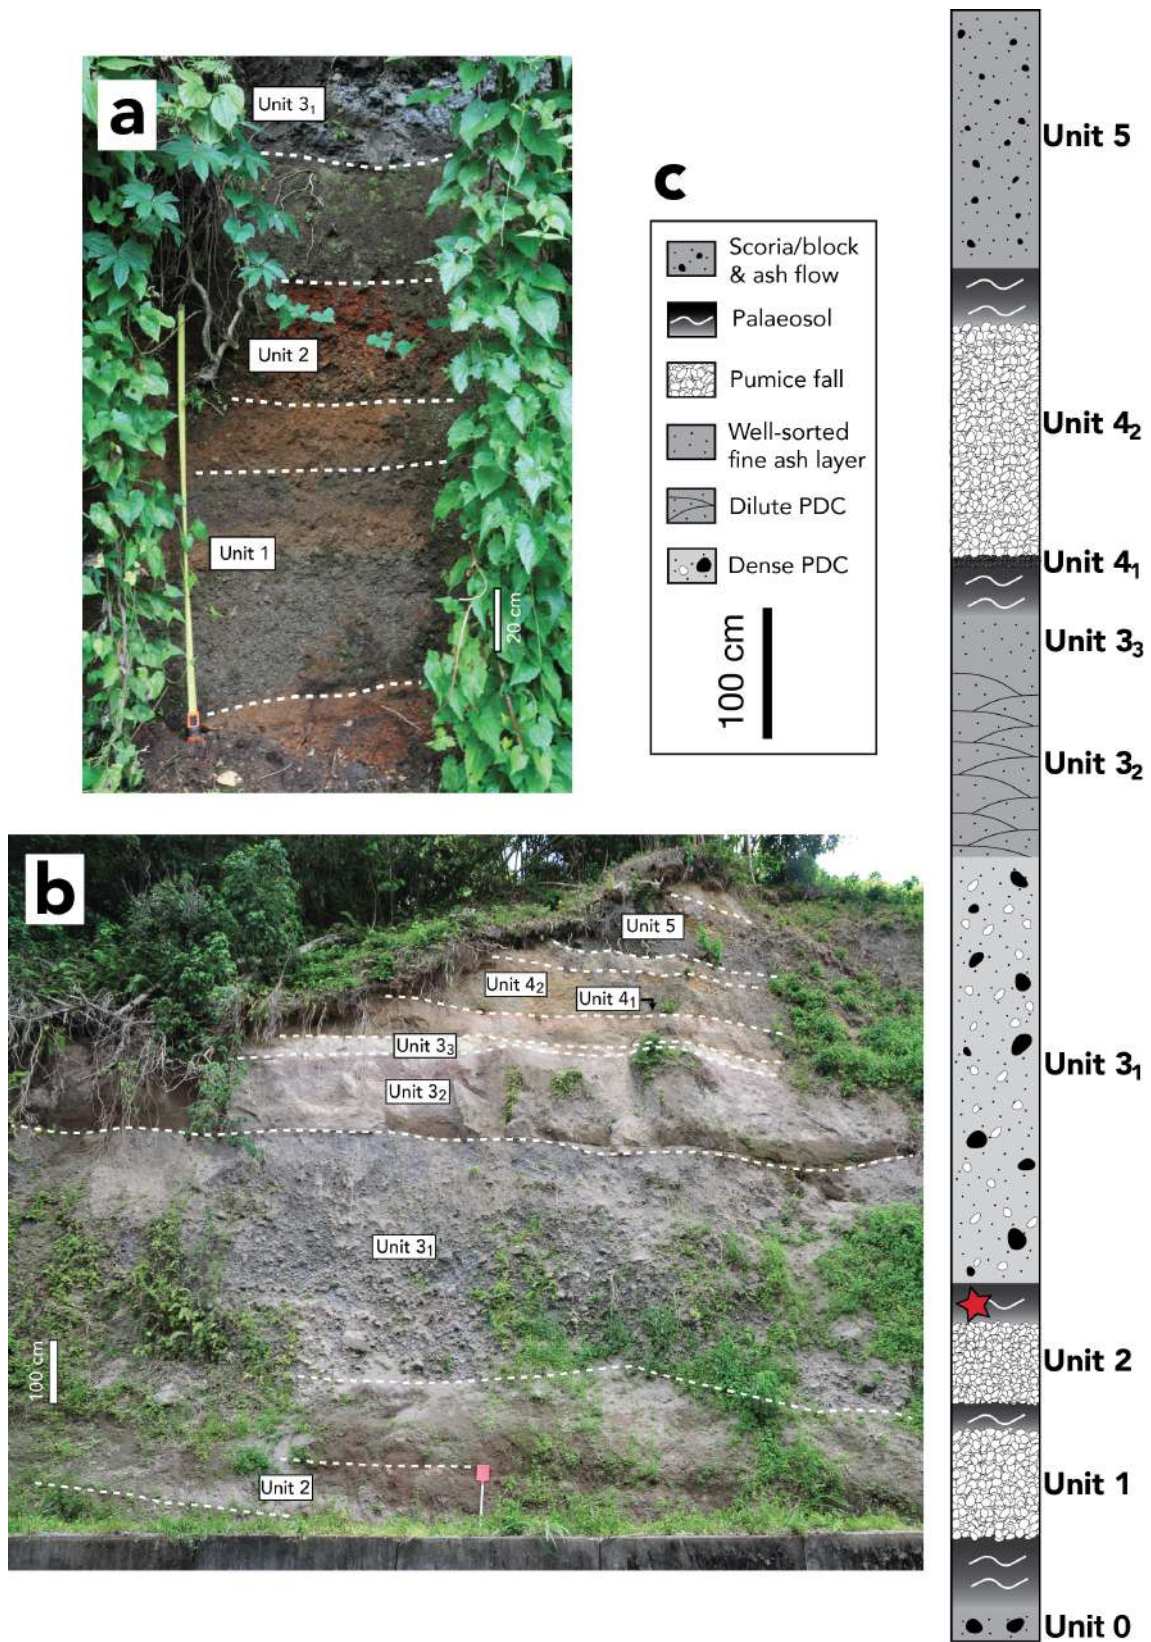 a
Unit 3₁
Unit 2
Unit 1
20 cm
b
Unit 5
Unit 4₂
Unit 4₁
Unit 3₃
Unit 3₂
Unit 3₁
100 cm
Unit 2
c
Scoria/block
& ash flow
Palaeosol
Pumice fall
Well-sorted
fine ash layer
Dilute PDC
Dense PDC
100 cm
Unit 5
Unit 4₂
Unit 4₁
Unit 3₃
Unit 3₂
Unit 3₁
Unit 2
Unit 1
Unit 0